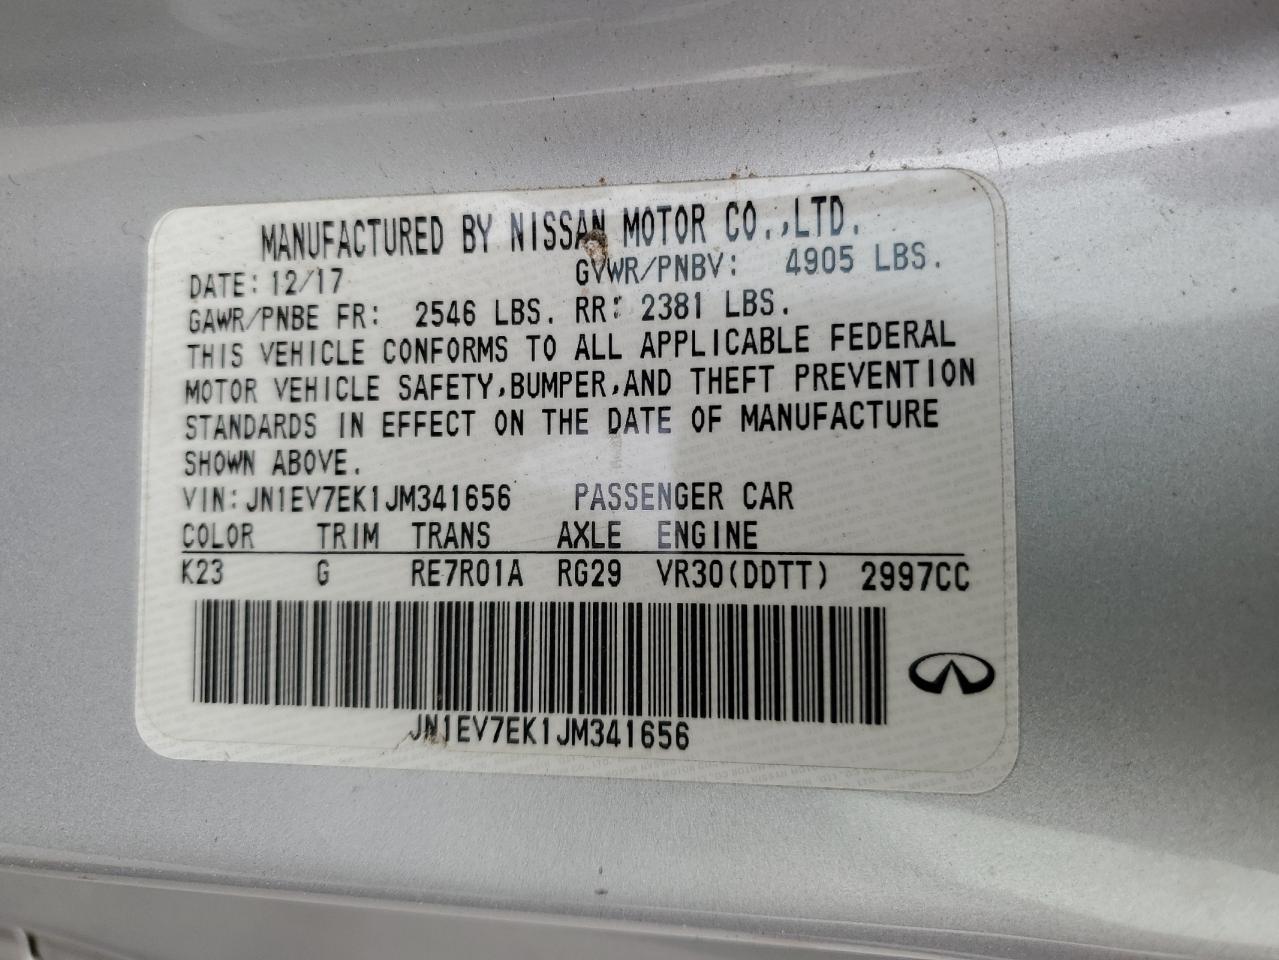 MANUFACTURED BY NISSAN MOTOR CO.,LTD.
DATE: 12/17 GVWR/PNBV: 4905 LBS.
GAWR/PNBE FR: 2546 LBS. RR: 2381 LBS.
THIS VEHICLE CONFORMS TO ALL APPLICABLE FEDERAL
MOTOR VEHICLE SAFETY,BUMPER,AND THEFT PREVENTION
STANDARDS IN EFFECT ON THE DATE OF MANUFACTURE
SHOWN ABOVE.
VIN:JN1EV7EK1JM341656 PASSENGER CAR
COLOR TRIM TRANS AXLE ENGINE
K23 G RE7R01A RG29 VR30(DDTT) 2997CC
JN1EV7EK1JM341656